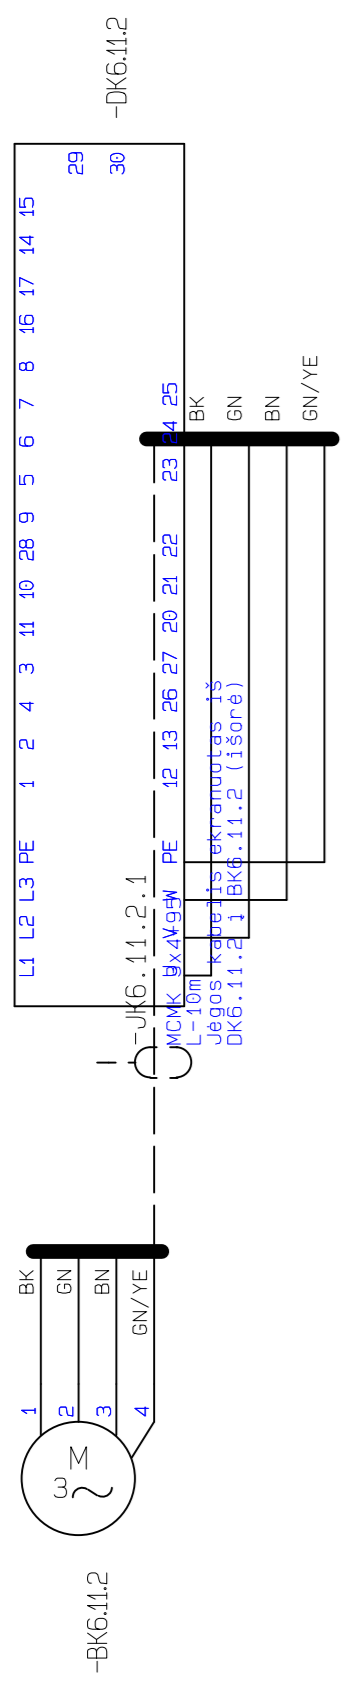 -DK6.11.2
29
30
L1 L2 L3 PE 1 2 4 3 11 10 28 9 5 6 7 8 16 17 14 15
U V W PE 12 13 26 27 20 21 22 23 24 25
BK
GN
BN
GN/YE
-JK6.11.2.1
MCMK
L-10m
Jėgos kabelis ekranuotas iš
DK6.11.2 į BK6.11.2 (išorė)
BK
GN
BN
GN/YE
1
2
3
4
M
3~
-BK6.11.2